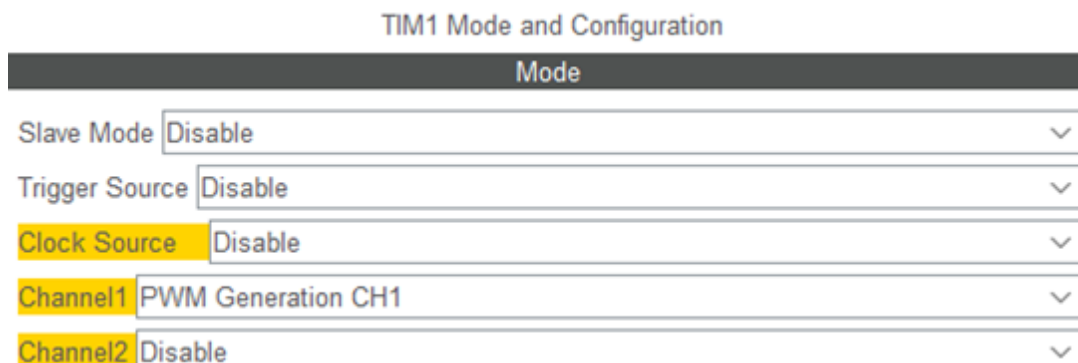 TIM1 Mode and Configuration
Mode
Slave Mode Disable
Trigger Source Disable
Clock Source Disable
Channel1 PWM Generation CH1
Channel2 Disable